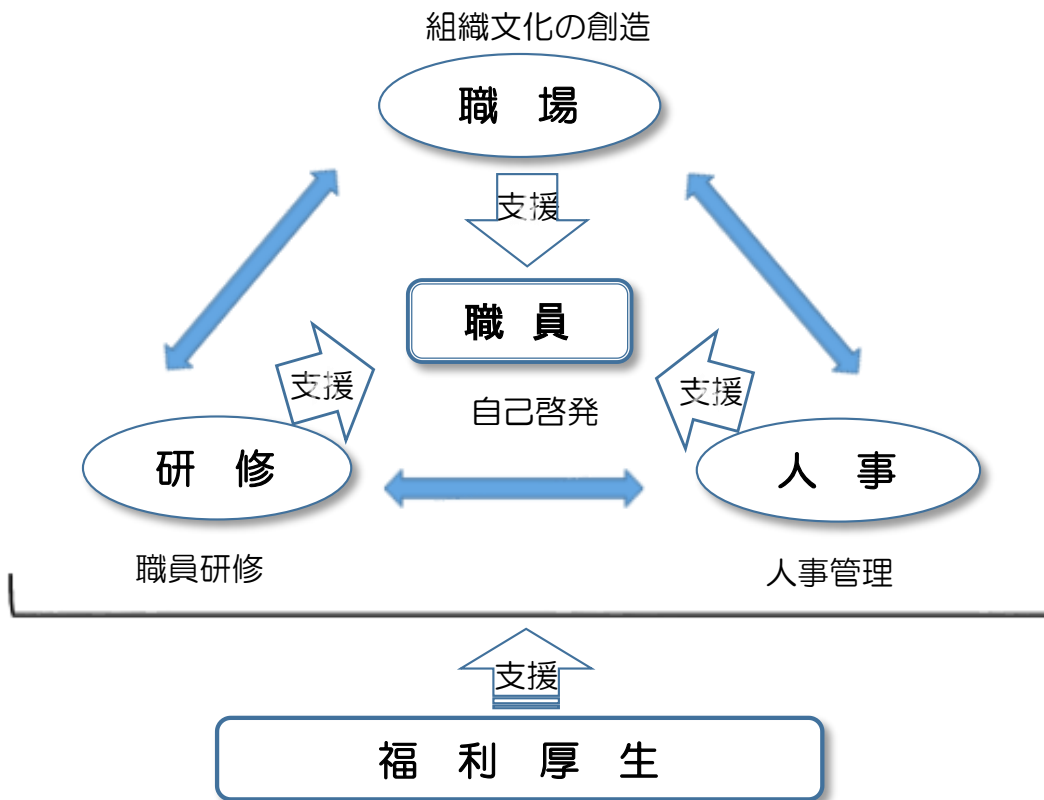 組織文化の創造
職 場
支援
職 員
支援
支援
自己啓発
研 修
人 事
職員研修
人事管理
支援
福 利 厚 生